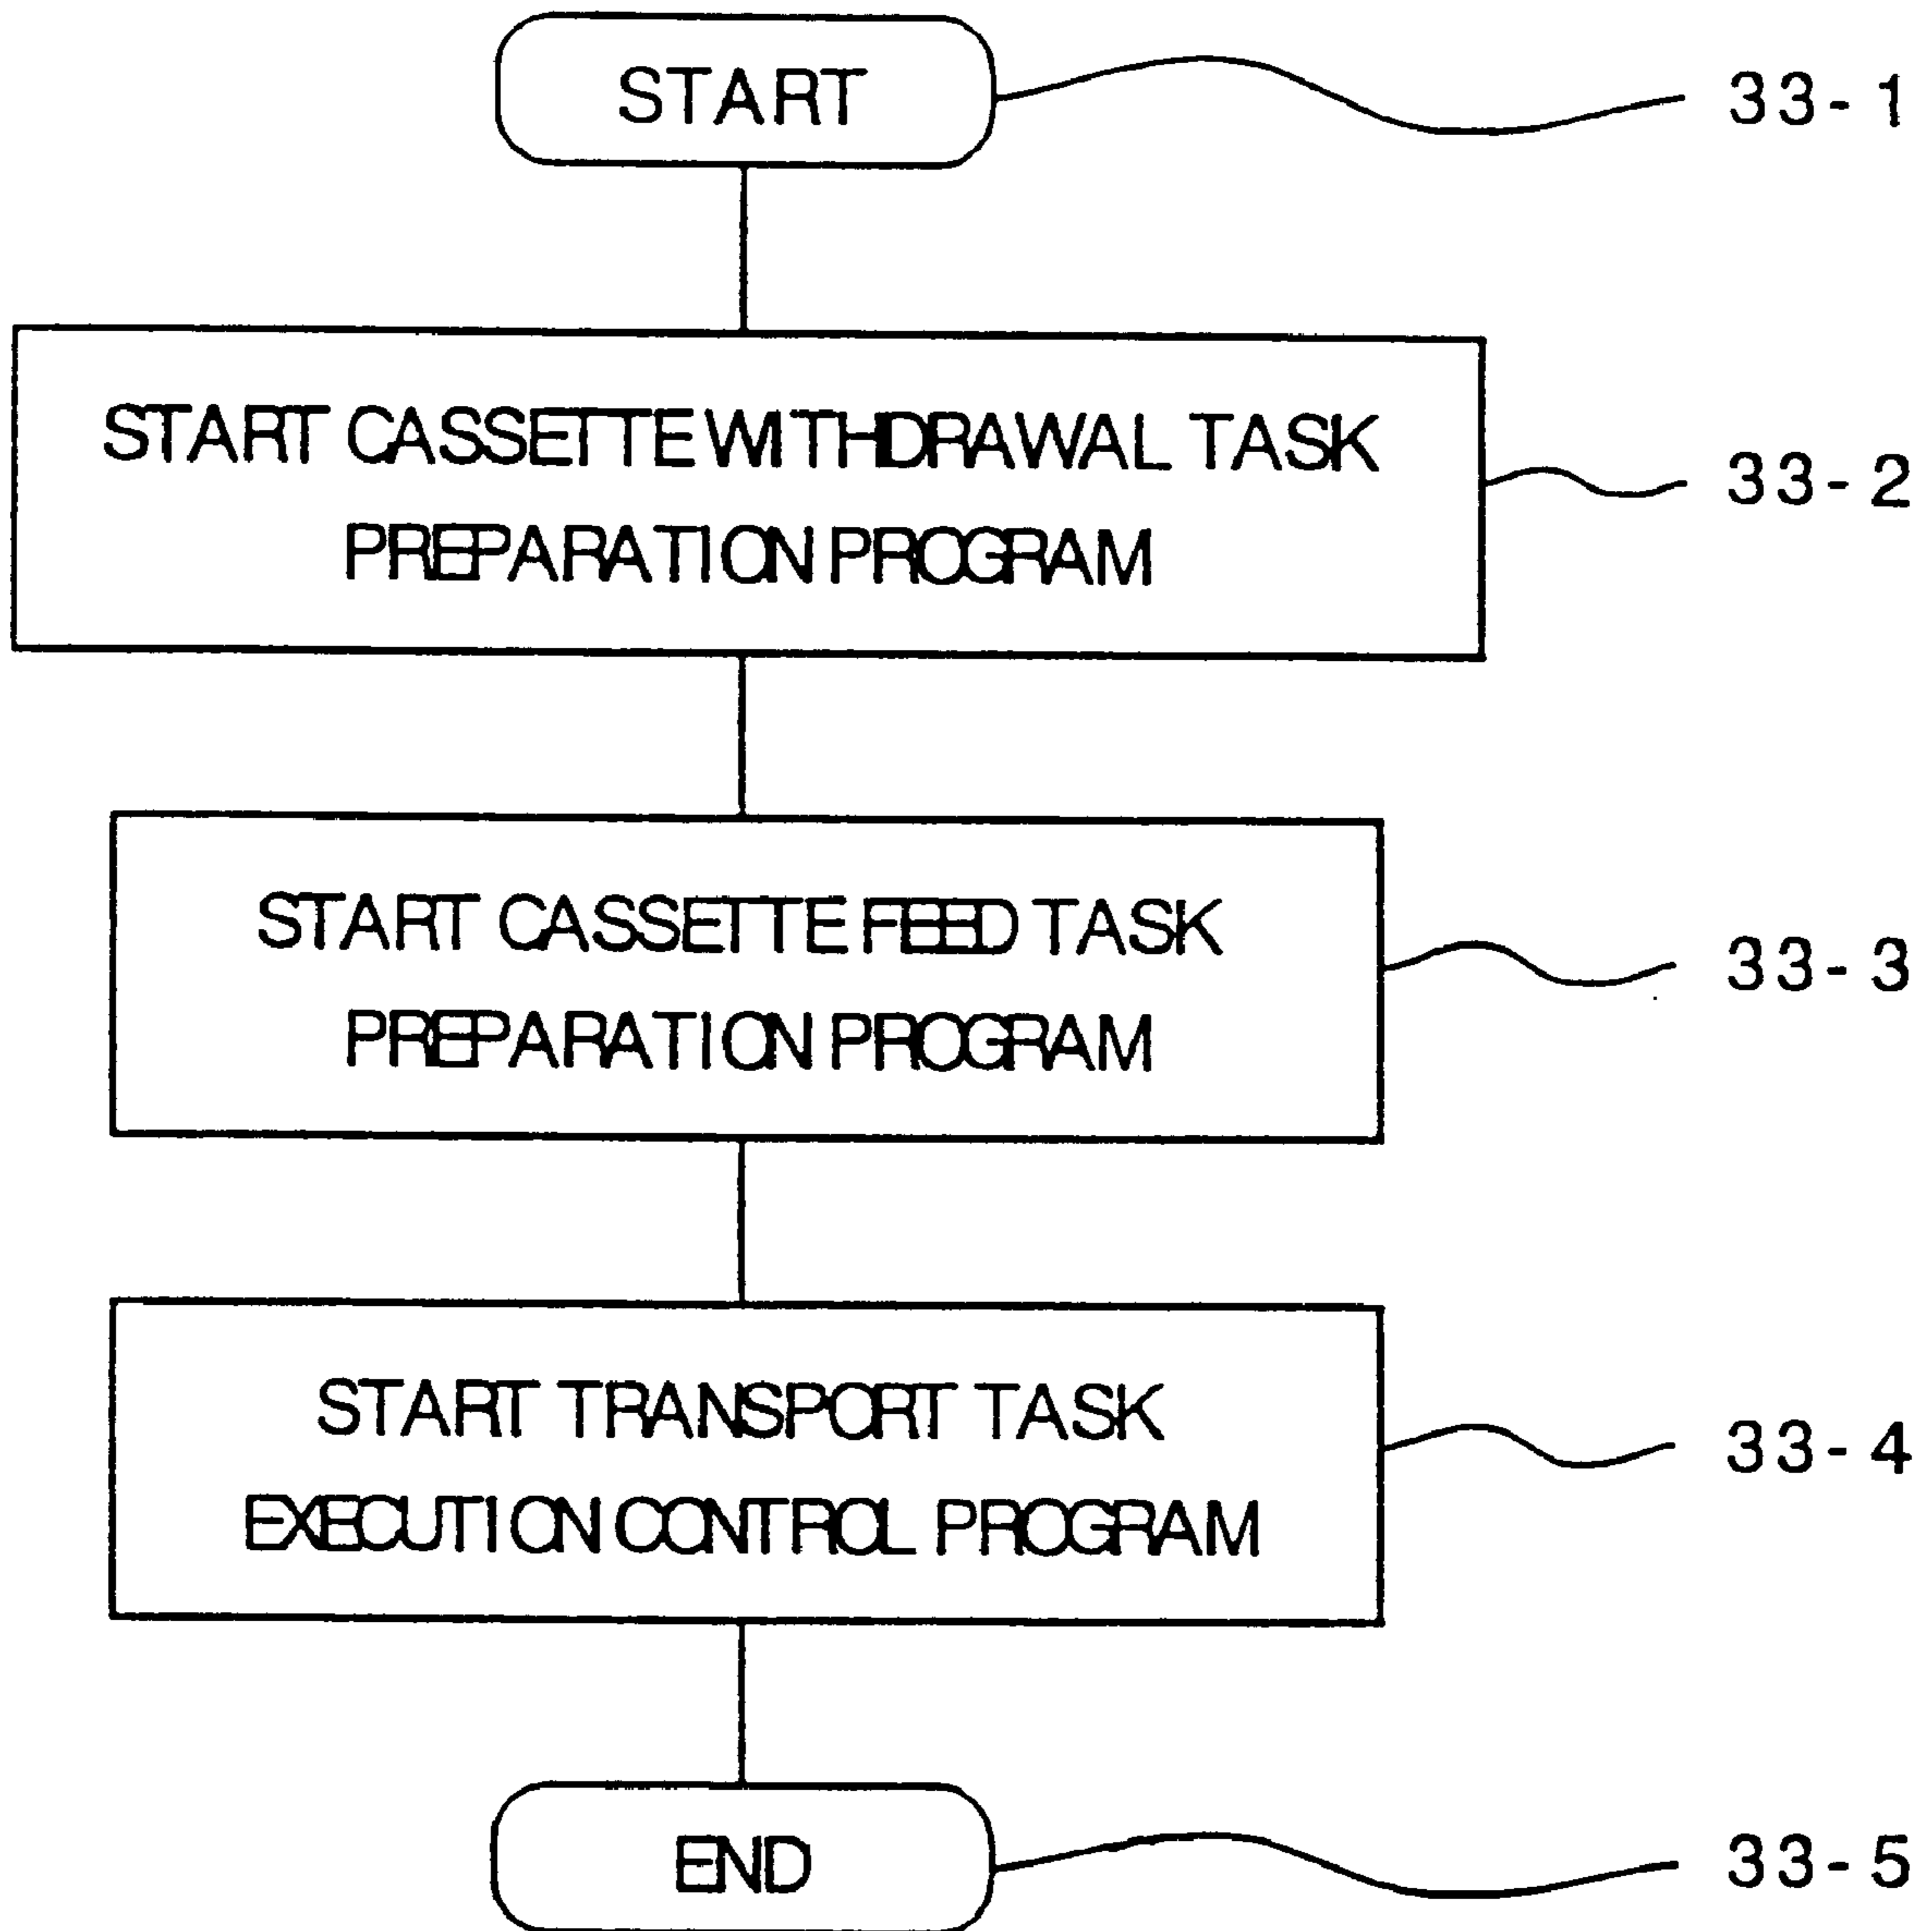 START
33-1
START CASSETTE WITHDRAWAL TASK
PREPARATION PROGRAM
33-2
START CASSETTE FEED TASK
PREPARATION PROGRAM
33-3
START TRANSPORT TASK
EXECUTION CONTROL PROGRAM
33-4
END
33-5